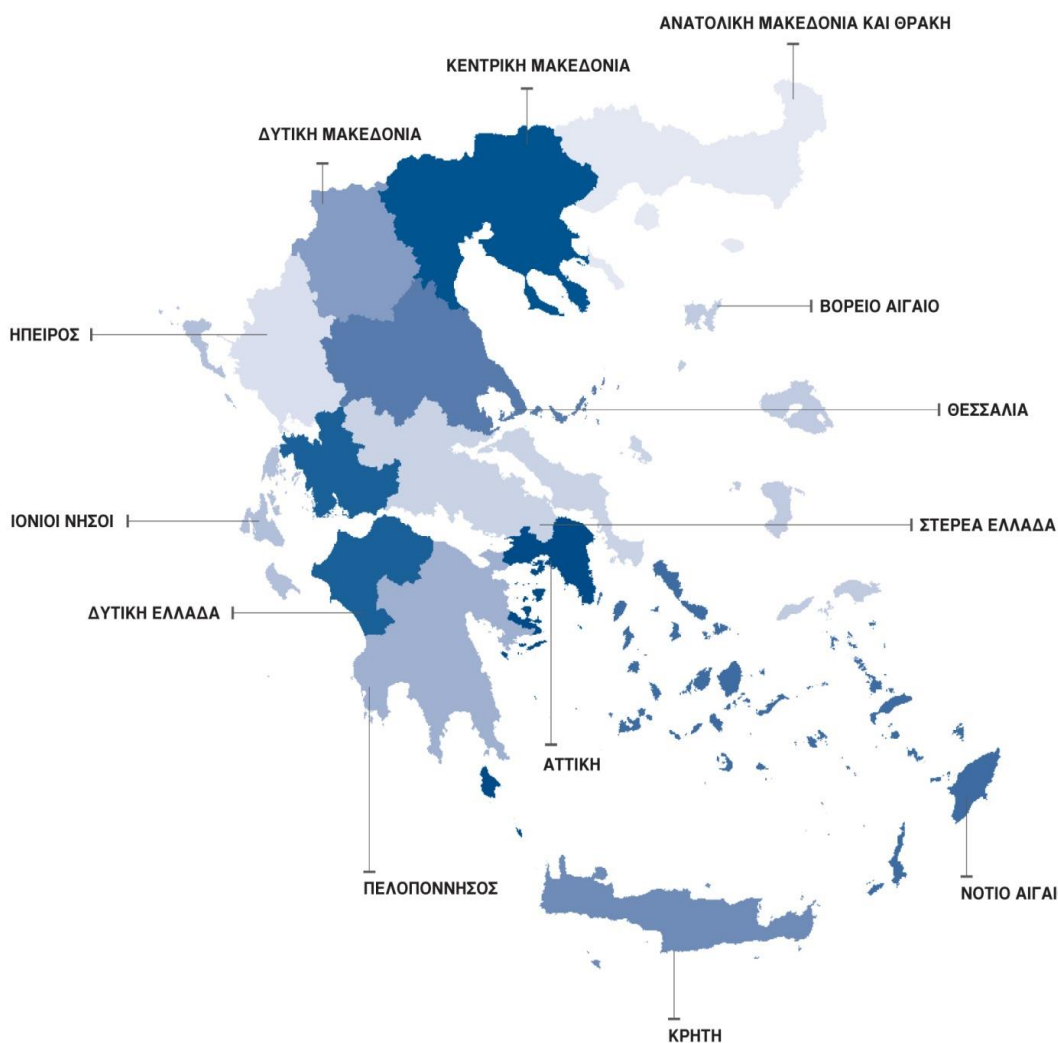 ΑΝΑΤΟΛΙΚΗ ΜΑΚΕΔΟΝΙΑ ΚΑΙ ΘΡΑΚΗ
ΚΕΝΤΡΙΚΗ ΜΑΚΕΔΟΝΙΑ
ΔΥΤΙΚΗ ΜΑΚΕΔΟΝΙΑ
ΒΟΡΕΙΟ ΑΙΓΑΙΟ
ΗΠΕΙΡΟΣ
ΘΕΣΣΑΛΙΑ
ΙΟΝΙΟΙ ΝΗΣΟΙ
ΣΤΕΡΕΑ ΕΛΛΑΔΑ
ΔΥΤΙΚΗ ΕΛΛΑΔΑ
ΑΤΤΙΚΗ
ΠΕΛΟΠΟΝΝΗΣΟΣ
ΝΟΤΙΟ ΑΙΓΑΙ
ΚΡΗΤΗ